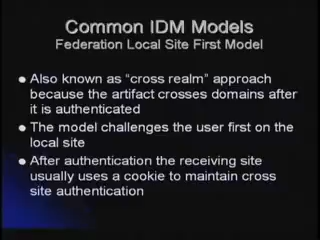 Common IDM Models
Federation Local Site First Model
Also known as "cross realm" approach
because the artifact crosses domains after
it is authenticated
The model challenges the user first on the
local site
After authentication the receiving site
usually uses a cookie to maintain cross
site authentication